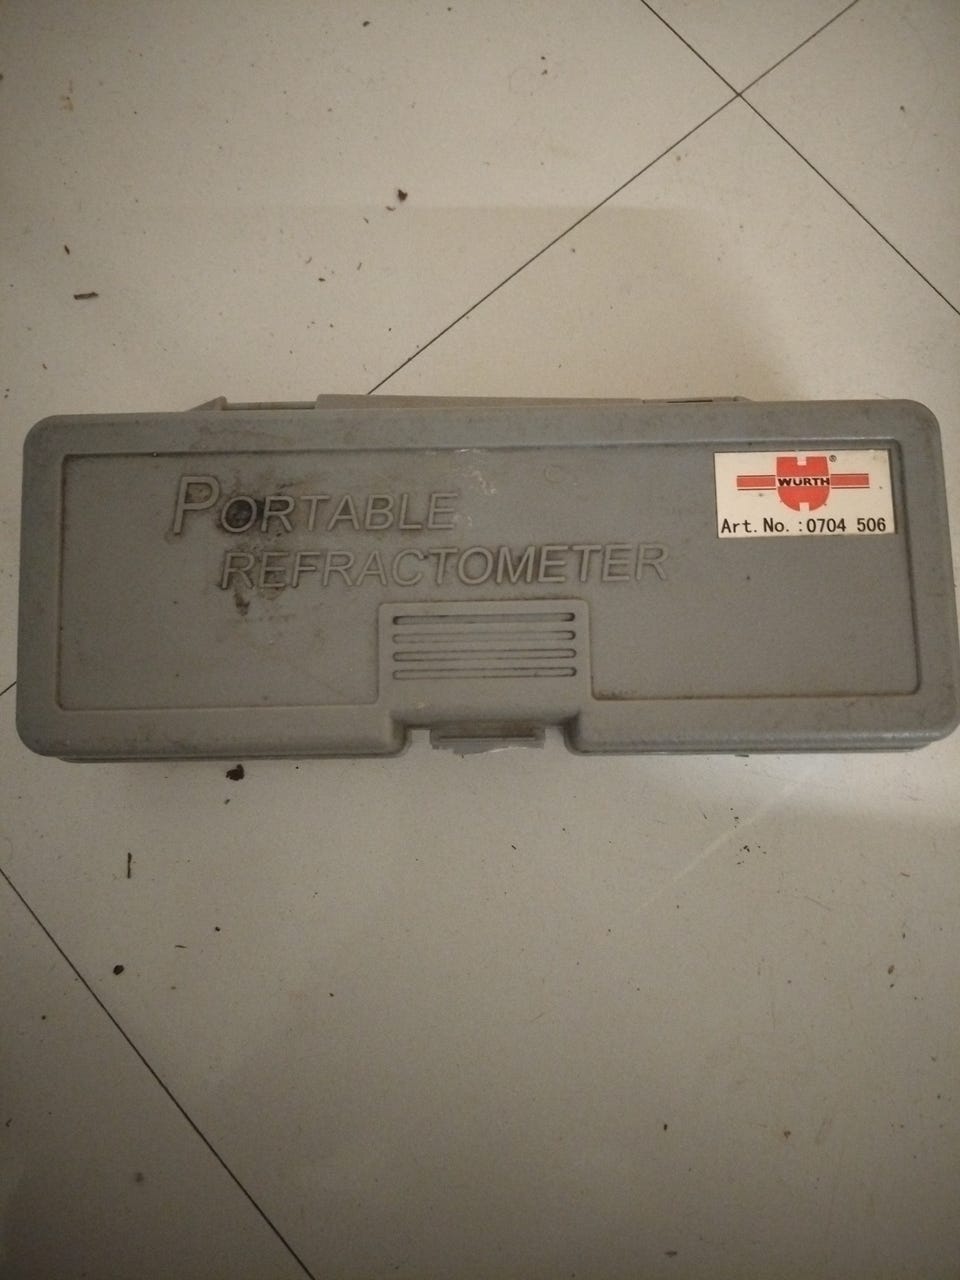 PORTABLE
REFRACTOMETER
WURTH®
Art. No. :0704 506